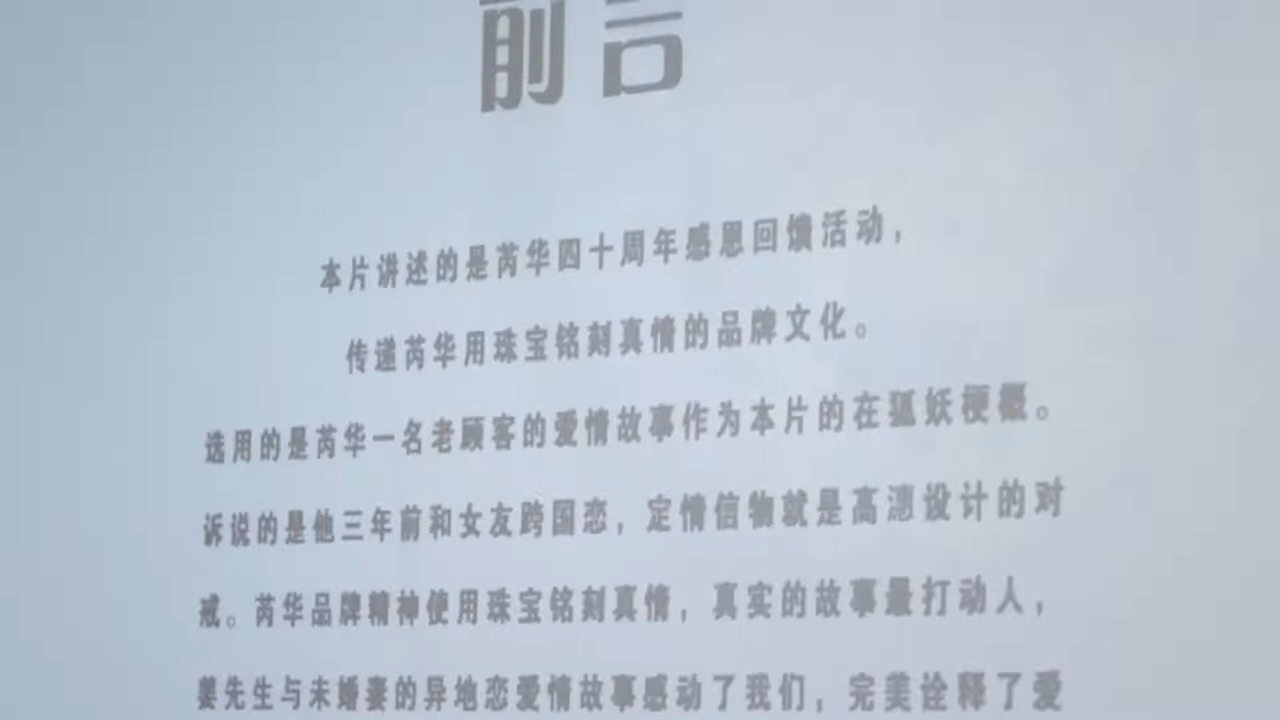 前言
本片讲述的是芮华四十周年感恩回馈活动，
传递芮华用珠宝铭刻真情的品牌文化。
选用的是芮华一名老顾客的爱情故事作为本片的在狐妖梗概。
诉说的是他三年前和女友跨国恋，定情信物就是高漗设计的对
戒。芮华品牌精神使用珠宝铭刻真情，真实的故事最打动人，
姜先生与未婚妻的异地恋爱情故事感动了我们，完美诠释了爱